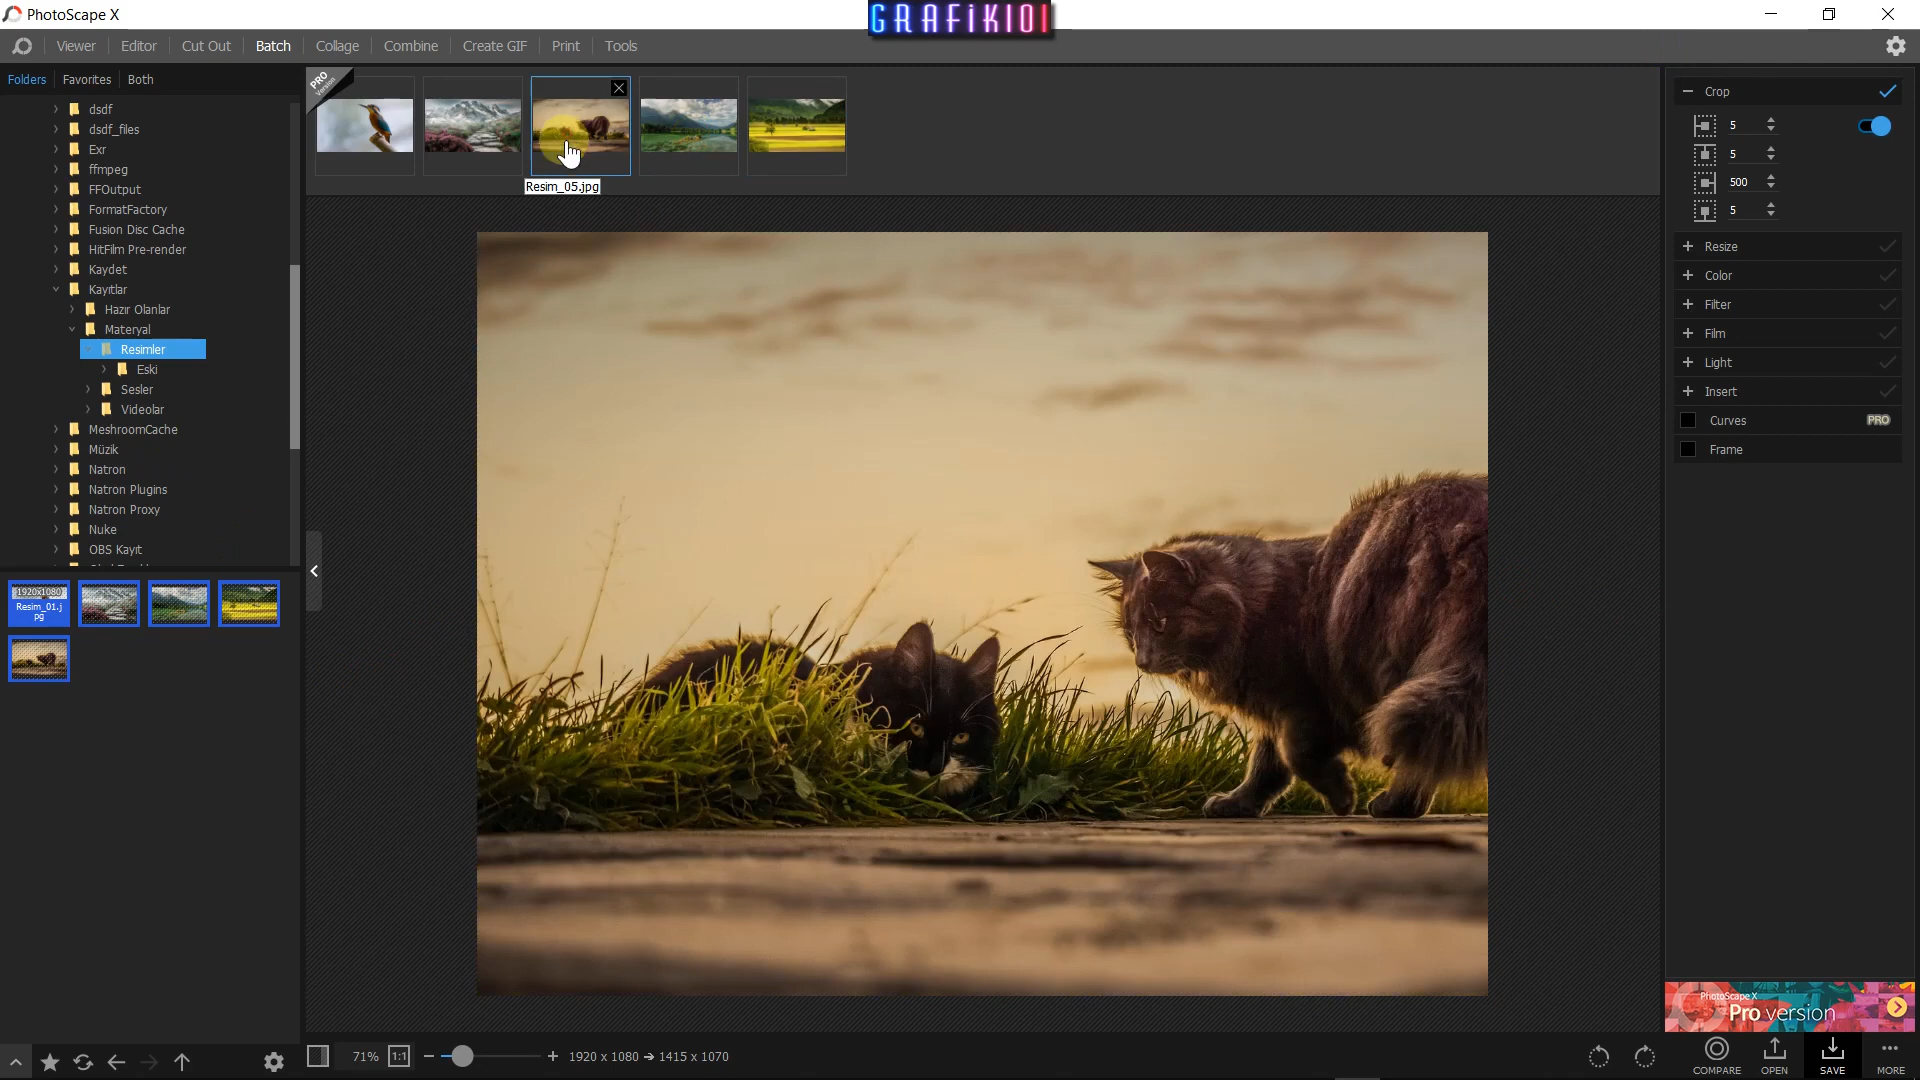 PhotoScape X
GRAFiK101
Viewer
Editor
Cut Out
Batch
Collage
Combine
Create GIF
Print
Tools
Folders
Favorites
Both
dsdf
dsdf_files
Exr
ffmpeg
FFOutput
FormatFactory
Fusion Disc Cache
HitFilm Pre-render
Kaydet
Kayıtlar
Hazır Olanlar
Materyal
Resimler
Eski
Sesler
Videolar
MeshroomCache
Müzik
Natron
Natron Plugins
Natron Proxy
Nuke
OBS Kayıt
1920x1080
Resim_01.j
pg
PRO
Version
Resim_05.jpg
71%
1:1
1920 x 1080 → 1415 x 1070
Crop
5
5
500
5
Resize
Color
Filter
Film
Light
Insert
Curves
PRO
Frame
PhotoScape X
Pro version
COMPARE
OPEN
SAVE
MORE